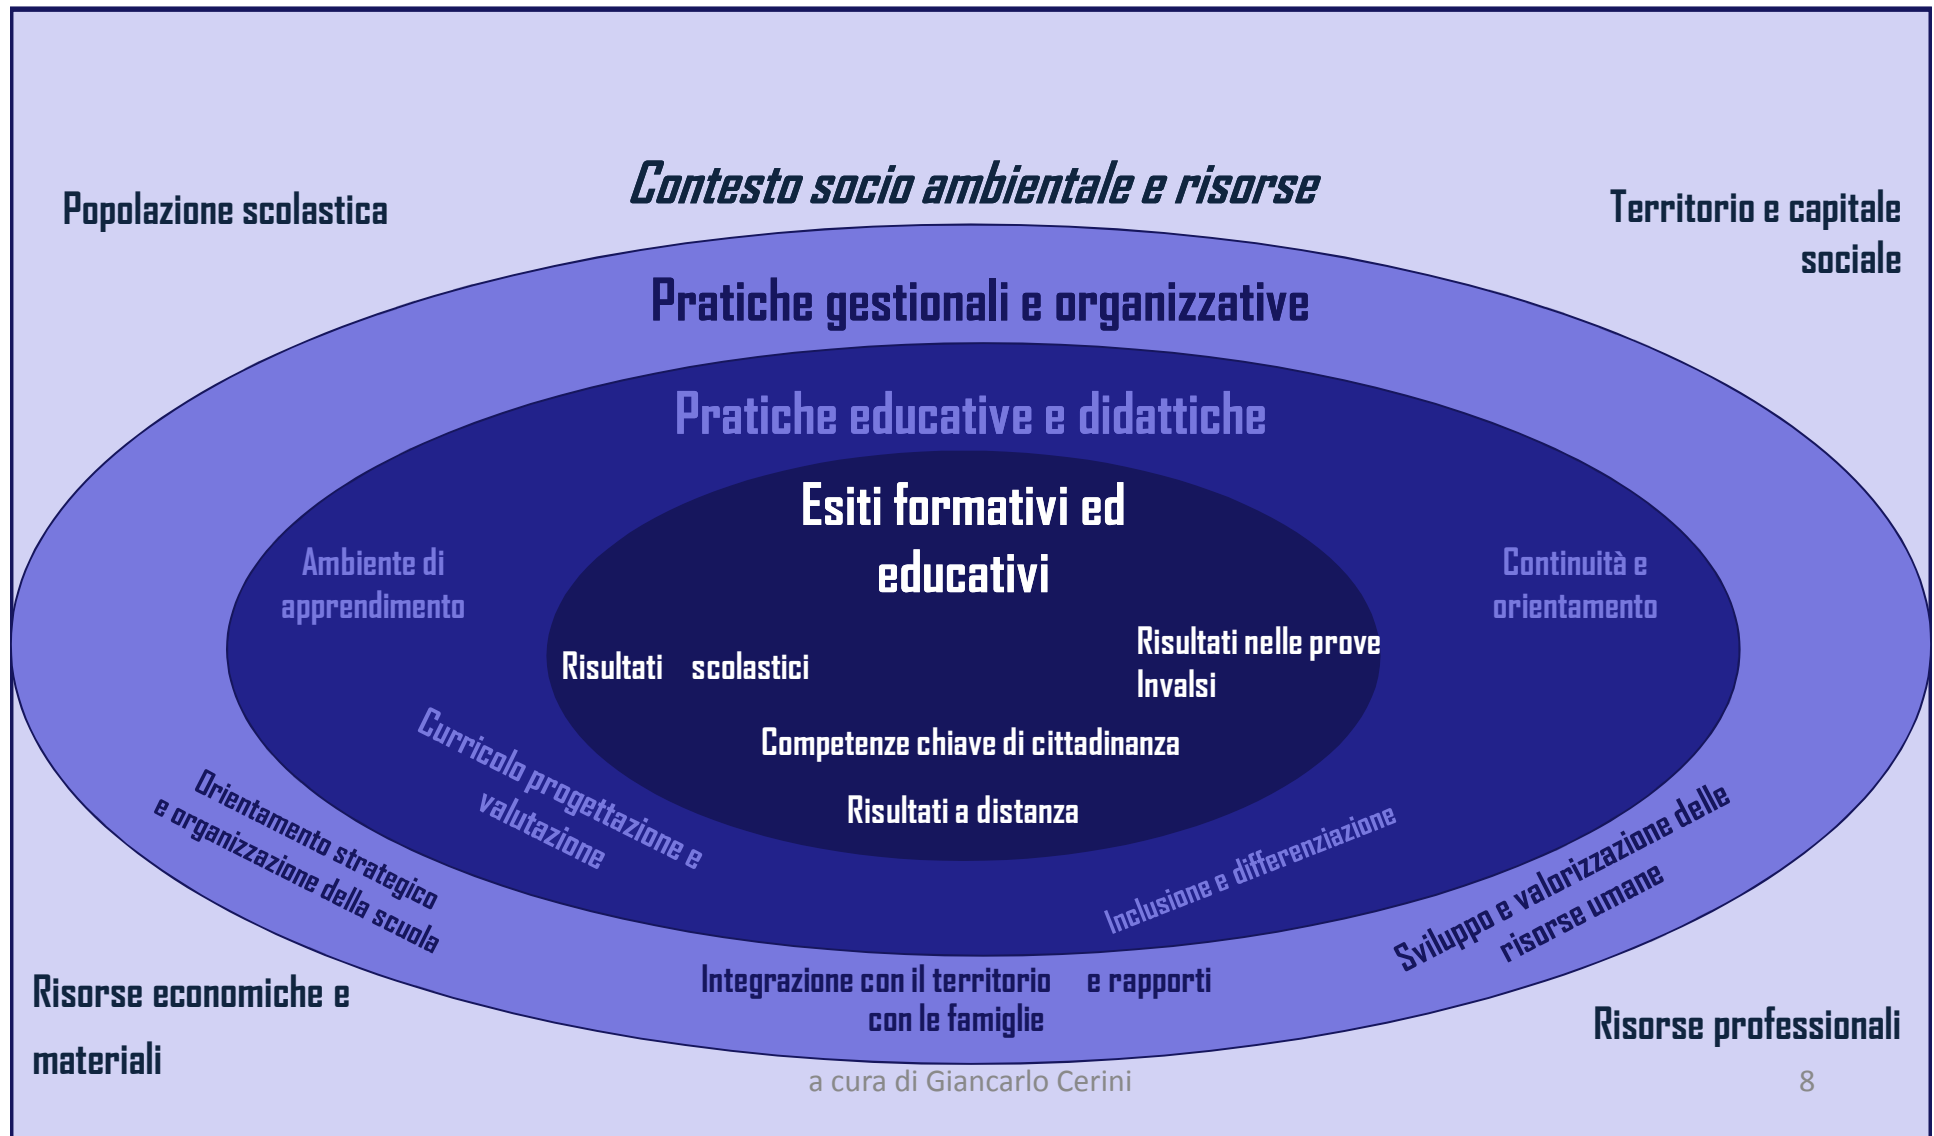 Contesto socio ambientale e risorse
Popolazione scolastica
Territorio e capitale
sociale
Pratiche gestionali e organizzative
Pratiche educative e didattiche
Esiti formativi ed
educativi
Ambiente di
apprendimento
Continuità e
orientamento
Risultati scolastici
Risultati nelle prove
Invalsi
Competenze chiave di cittadinanza
Risultati a distanza
Curricolo progettazione e
valutazione
Inclusione e differenziazione
Orientamento strategico
e organizzazione della scuola
Sviluppo e valorizzazione delle
risorse umane
Integrazione con il territorio e rapporti
con le famiglie
Risorse economiche e
materiali
Risorse professionali
a cura di Giancarlo Cerini
8